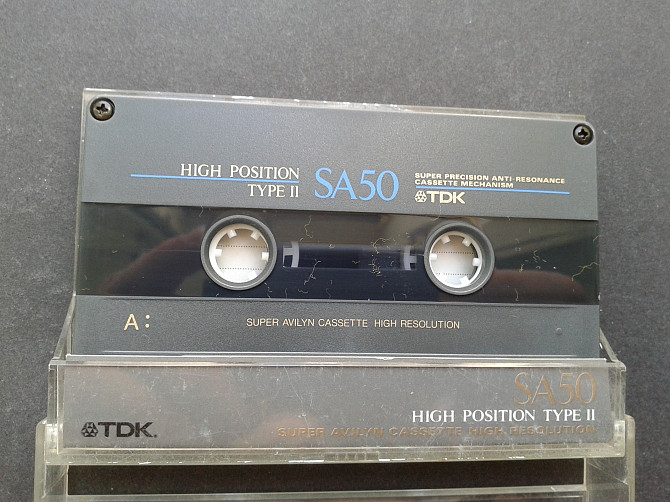 HIGH POSITION
TYPE II
SA50
SUPER PRECISION ANTI-RESONANCE
CASSETTE MECHANISM
TDK
A:
SUPER AVILYN CASSETTE HIGH RESOLUTION
SA50
HIGH POSITION TYPE II
TDK.
SUPER AVILYN CASSETTE HIGH RESOLUTION